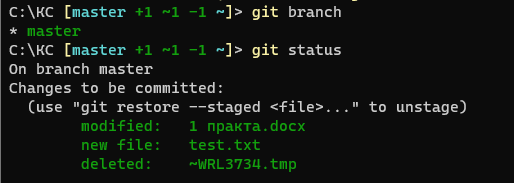 C:\KC [master +1 ~1 -1 ~]> git branch
* master
C:\KC [master +1 ~1 -1 ~]> git status
On branch master
Changes to be committed:
  (use "git restore --staged <file>..." to unstage)
        modified:   1 практа.docx
        new file:   test.txt
        deleted:    ~WRL3734.tmp